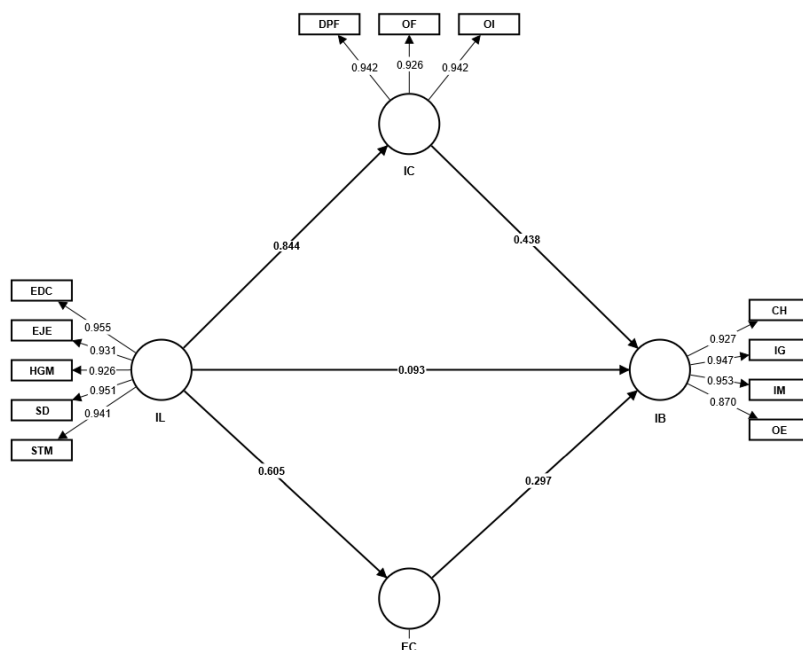 DPF
OF
OI
0.942
0.926
0.942
IC
0.844
0.438
EDC
EJE
HGM
SD
STM
0.955
0.931
0.926
0.951
0.941
IL
0.093
CH
IG
IM
OE
0.927
0.947
0.953
0.870
IB
0.605
0.297
EC